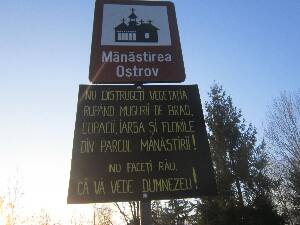 Mănăstirea
Ostrov
NU DISTRUGEȚI VEGETAȚIA
RUPÂND MUGURII DE BRAD,
COPACII, IARBA ȘI FLORILE
DIN PARCUL MĂNĂSTIRII!
NU FACEȚI RĂU,
CĂ VĂ VEDE DUMNEZEU!